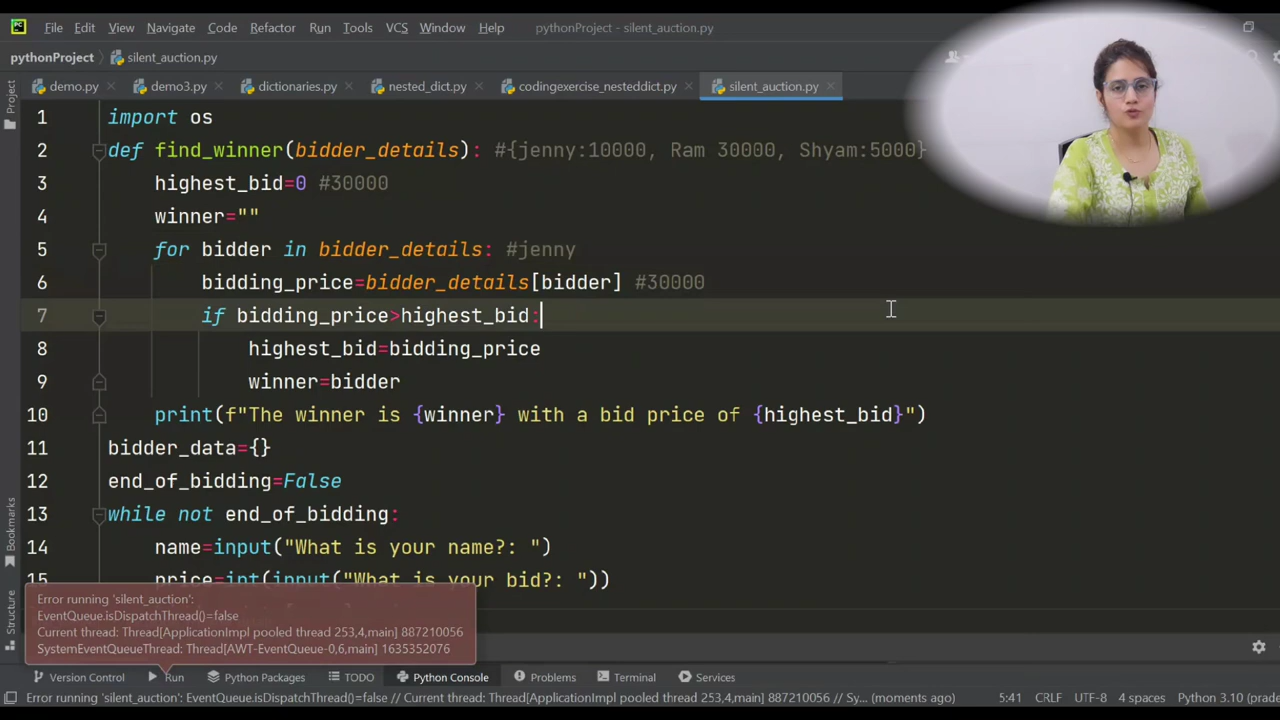 PC File Edit View Navigate Code Refactor Run Tools VCS Window Help pythonProject - silent_auction.py
pythonProject silent_auction.py
demo.py demo3.py dictionaries.py nested_dict.py codingexercise_nesteddict.py silent_auction.py
Project
1 import os
2 def find_winner(bidder_details): #{jenny:10000, Ram 30000, Shyam:5000}
3 highest_bid=0 #30000
4 winner=""
5 for bidder in bidder_details: #jenny
6 bidding_price=bidder_details[bidder] #30000
7 if bidding_price>highest_bid:
8 highest_bid=bidding_price
9 winner=bidder
10 print(f"The winner is {winner} with a bid price of {highest_bid}")
11 bidder_data={}
12 end_of_bidding=False
13 while not end_of_bidding:
14 name=input("What is your name?: ")
15 price=int(input("What is your bid?: "))
Bookmarks
Structure
Error running 'silent_auction':
EventQueue.isDispatchThread()=false
Current thread: Thread[ApplicationImpl pooled thread 253,4,main] 887210056
SystemEventQueueThread: Thread[AWT-EventQueue-0,6,main] 1635352076
Version Control Run Python Packages TODO Python Console Problems Terminal Services
Error running 'silent_auction': EventQueue.isDispatchThread()=false // Current thread: Thread[ApplicationImpl pooled thread 253,4,main] 887210056 // Sy... (moments ago) 5:41 CRLF UTF-8 4 spaces Python 3.10 (prade